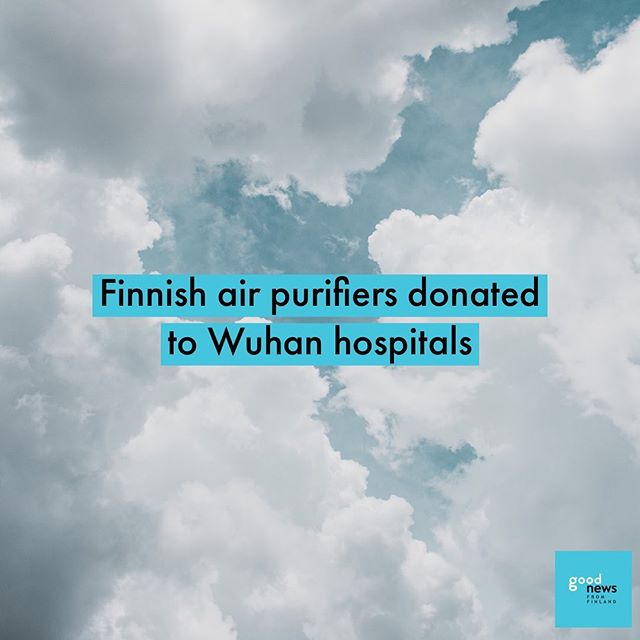 Finnish air purifiers donated
to Wuhan hospitals
good
news
FROM
FINLAND